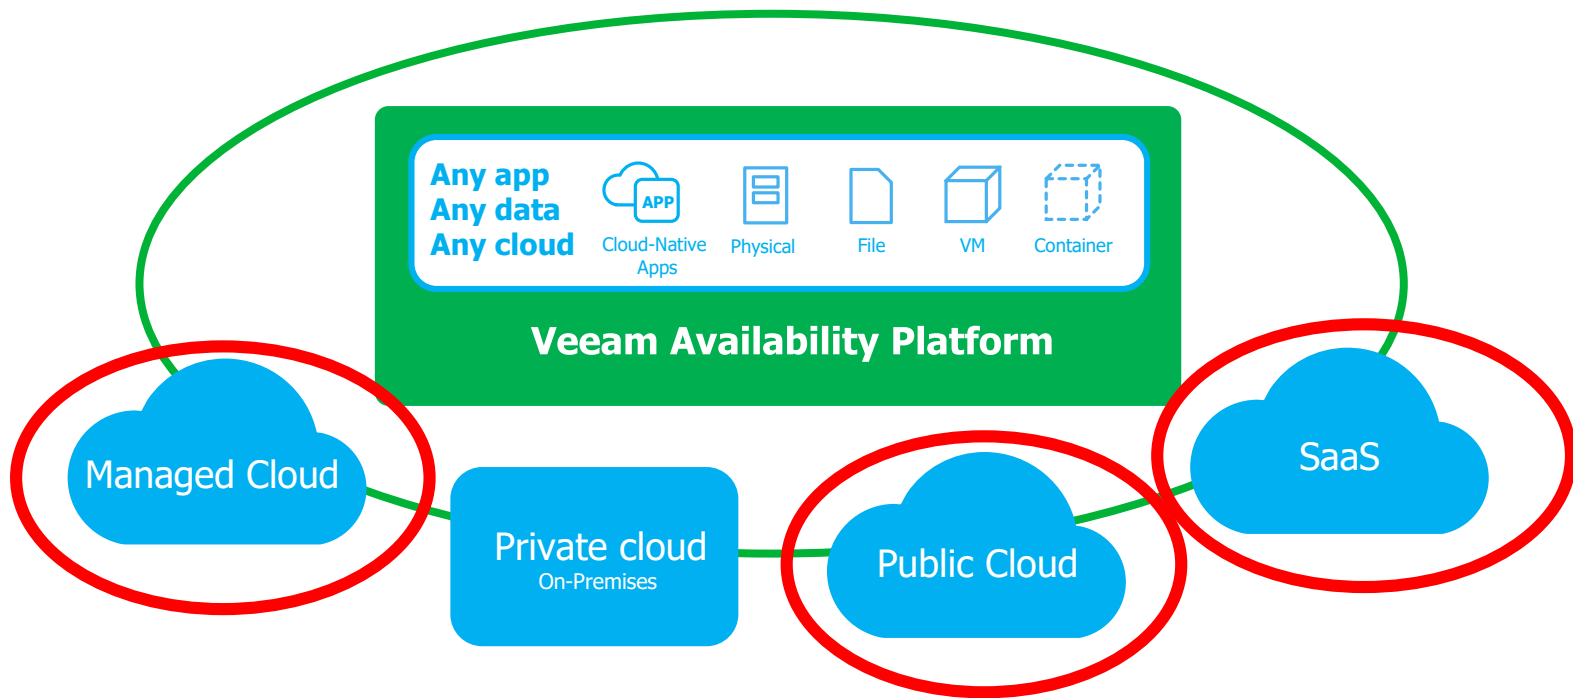 Any app
Any data
Any cloud
APP
Cloud-Native
Apps
Physical
File
VM
Container
Veeam Availability Platform
Managed Cloud
Private cloud
On-Premises
Public Cloud
SaaS